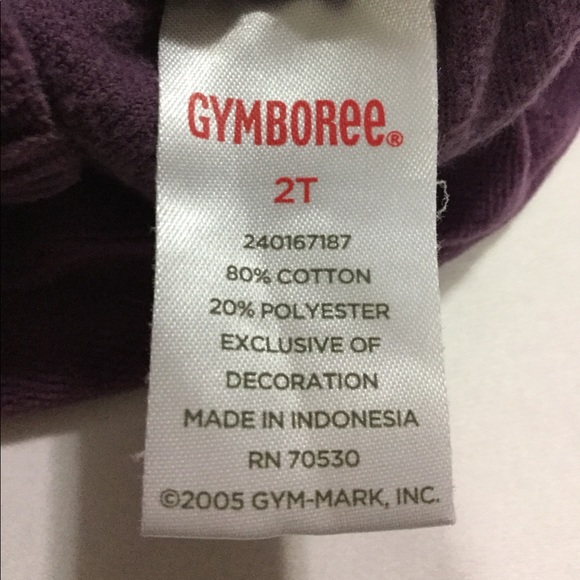 GYMBOREE®
2T
240167187
80% COTTON
20% POLYESTER
EXCLUSIVE OF
DECORATION
MADE IN INDONESIA
RN 70530
©2005 GYM-MARK, INC.